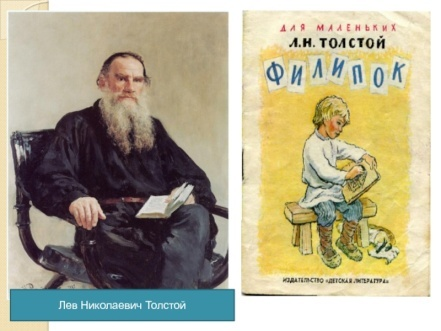 Лев Николаевич Толстой
ДЛЯ МАЛЕНЬКИХ
Л.Н. ТОЛСТОЙ
ФИЛИПОК
ИЗДАТЕЛЬСТВО «ДЕТСКАЯ ЛИТЕРАТУРА»